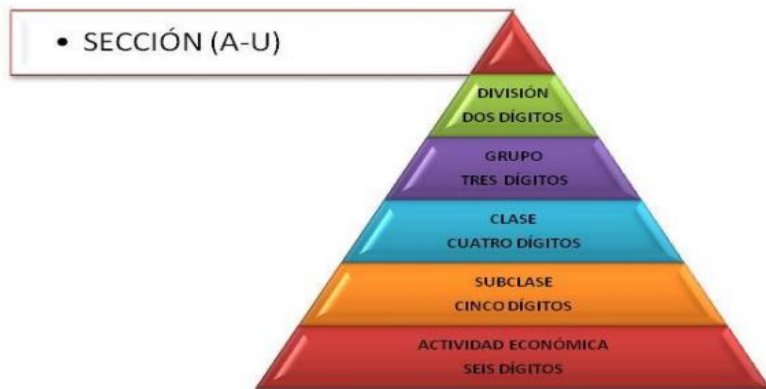 • SECCIÓN (A-U)
DIVISIÓN
DOS DÍGITOS
GRUPO
TRES DÍGITOS
CLASE
CUATRO DÍGITOS
SUBCLASE
CINCO DÍGITOS
ACTIVIDAD ECONÓMICA
SEIS DÍGITOS